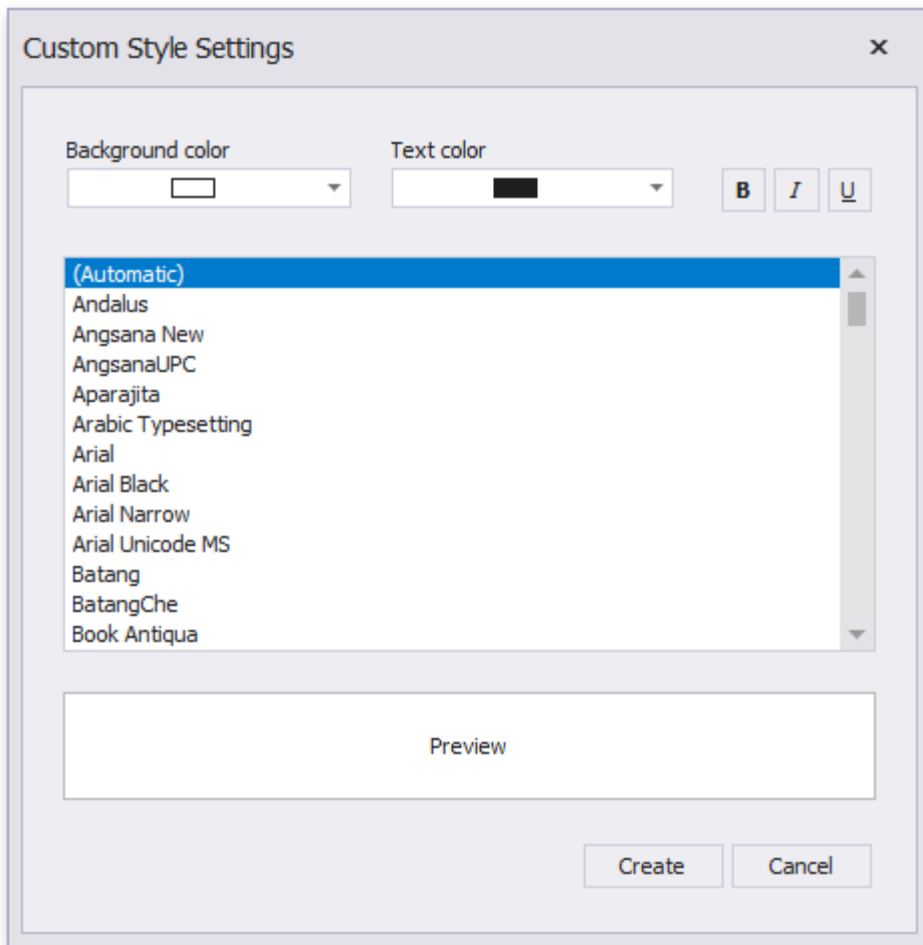 Custom Style Settings
Background color
Text color
B I U
(Automatic)
Andalus
Angsana New
AngsanaUPC
Aparajita
Arabic Typesetting
Arial
Arial Black
Arial Narrow
Arial Unicode MS
Batang
BatangChe
Book Antiqua
Preview
Create
Cancel